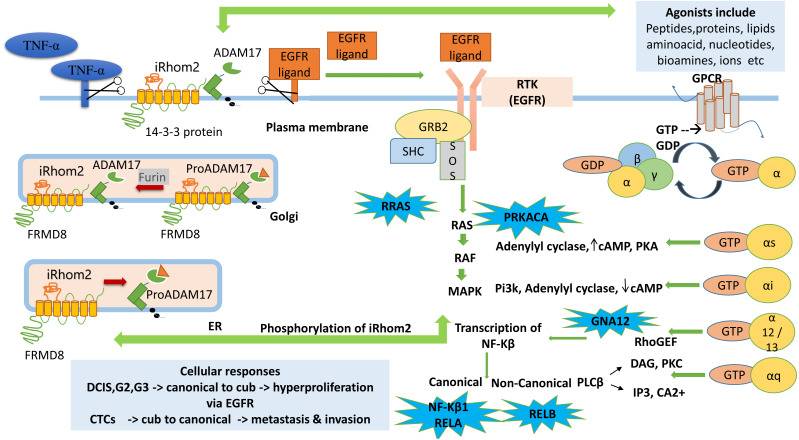 TNF-α
TNF-α
iRhom2
ADAM17
14-3-3 protein
EGFR
ligand
EGFR
ligand
Plasma membrane
EGFR
ligand
RTK
(EGFR)
GRB2
SHC
S
O
S
Agonists include
Peptides,proteins, lipids
aminoacid, nucleotides,
bioamines, ions etc
GPCR
GTP --→
GDP
GDP
β
α
γ
GTP
α
iRhom2
ADAM17
Furin
ProADAM17
iRhom2
FRMD8
FRMD8
Golgi
RRAS
PRKACA
RAS
RAF
MAPK
Adenylyl cyclase,↑cAMP, PKA
GTP
αs
Pi3k, Adenylyl cyclase, ↓cAMP
GTP
αi
iRhom2
ProADAM17
FRMD8
ER
Phosphorylation of iRhom2
Transcription of
NF-Kβ
GNA12
RhoGEF
GTP
α
12 /
13
Canonical
Non-Canonical
PLCβ
DAG, PKC
IP3, CA2+
GTP
αq
NF-Kβ1
RELA
RELB
Cellular responses
DCIS,G2,G3 -> canonical to cub -> hyperproliferation
via EGFR
CTCs -> cub to canonical -> metastasis & invasion